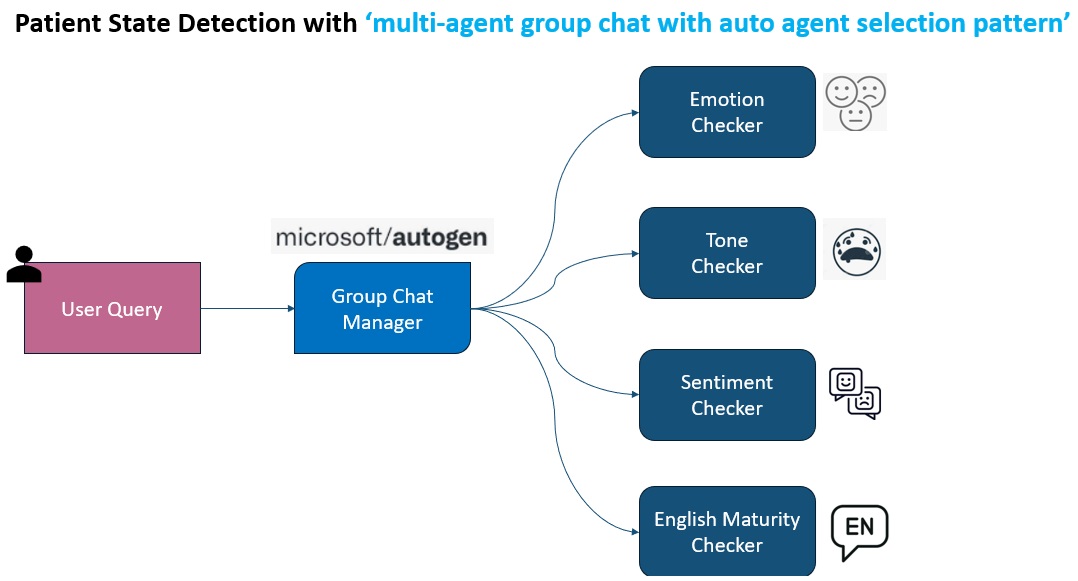 Patient State Detection with ‘multi-agent group chat with auto agent selection pattern’
Emotion
Checker
microsoft/autogen
Tone
Checker
User Query
Group Chat
Manager
Sentiment
Checker
English Maturity
Checker
EN